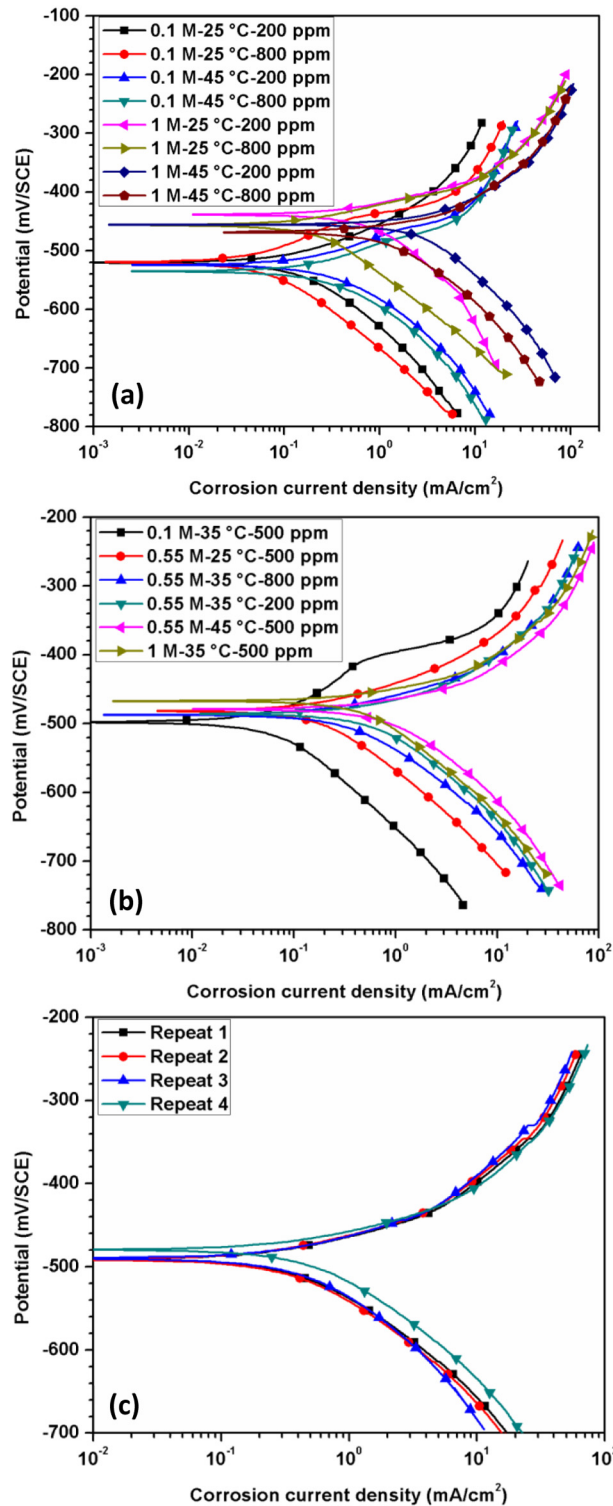 -100
0.1 M-25 °C-200 ppm
0.1 M-25 °C-800 ppm
0.1 M-45 °C-200 ppm
0.1 M-45 °C-800 ppm
1 M-25 °C-200 ppm
1 M-25 °C-800 ppm
1 M-45 °C-200 ppm
1 M-45 °C-800 ppm
-200
-300
-400
-500
-600
-700
-800
Potential (mV/SCE)
(a)
10-3 10-2 10-1 100 101 102
Corrosion current density (mA/cm2)
-200
0.1 M-35 °C-500 ppm
0.55 M-25 °C-500 ppm
0.55 M-35 °C-800 ppm
0.55 M-35 °C-200 ppm
0.55 M-45 °C-500 ppm
1 M-35 °C-500 ppm
-300
-400
-500
-600
-700
-800
Potential (mV/SCE)
(b)
10-3 10-2 10-1 100 101 102
Corrosion current density (mA/cm2)
-200
Repeat 1
Repeat 2
Repeat 3
Repeat 4
-300
-400
-500
-600
-700
Potential (mV/SCE)
(c)
10-2 10-1 100 101
Corrosion current density (mA/cm2)